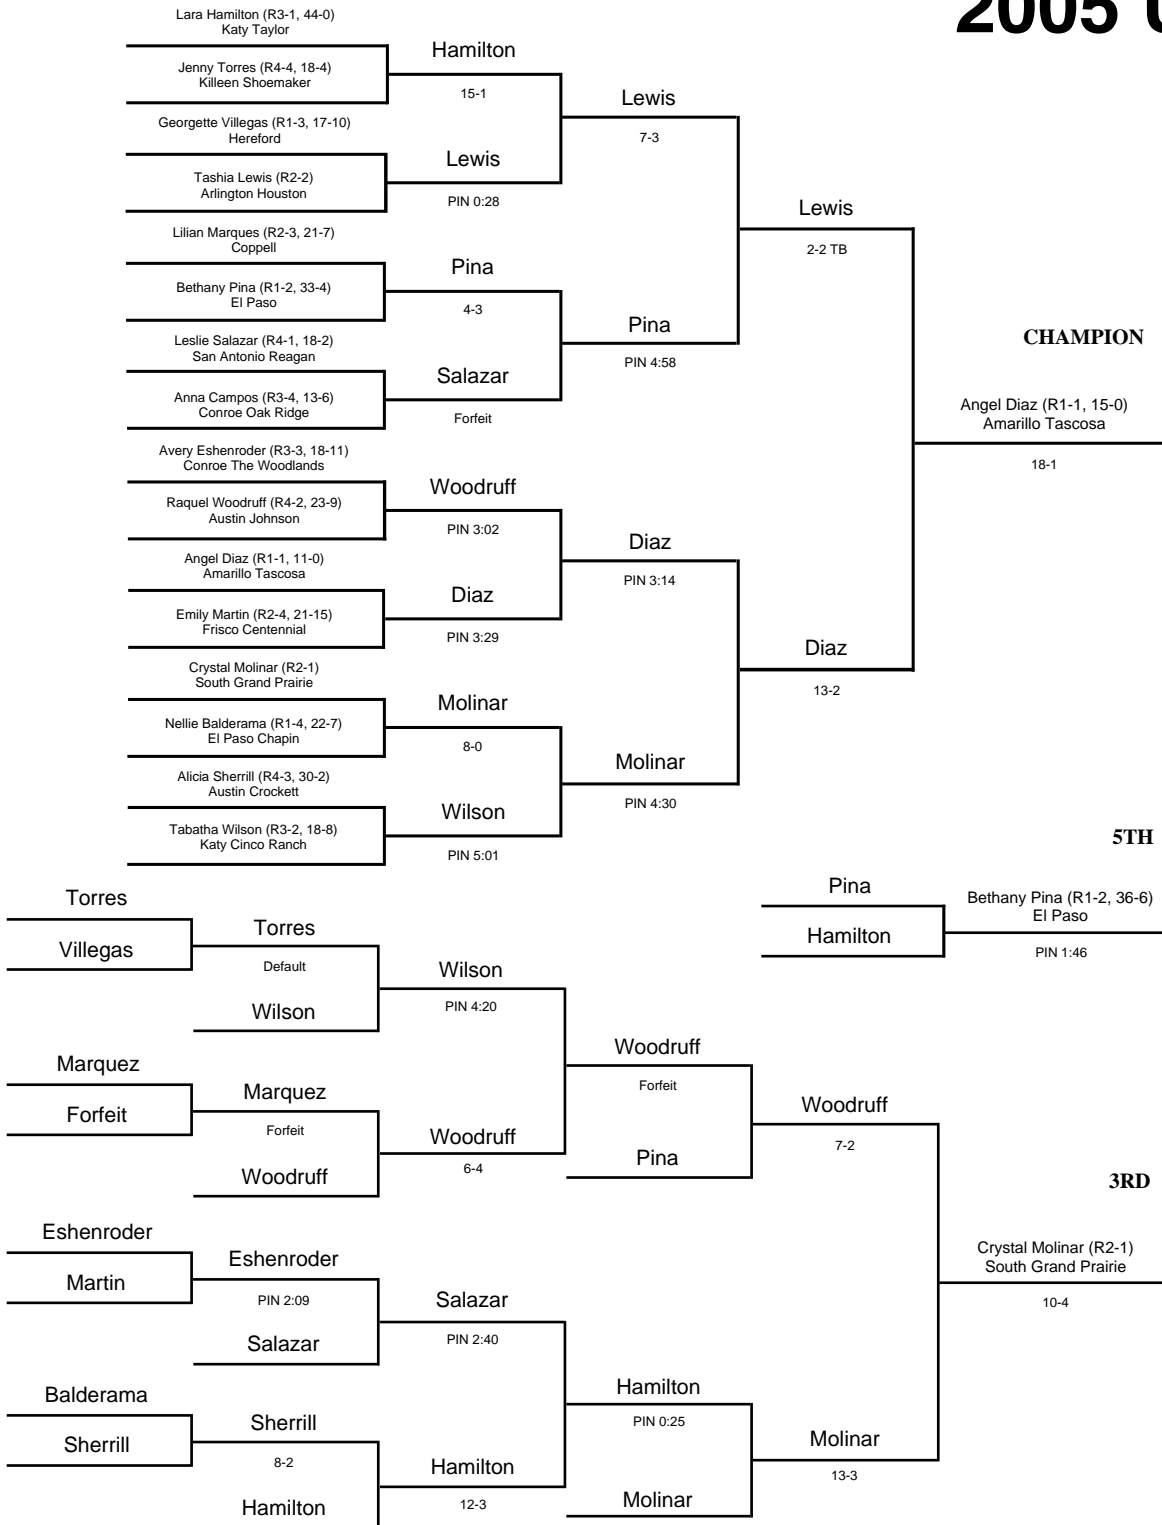 2005 U
Lara Hamilton (R3-1, 44-0)
Katy Taylor
Hamilton
Jenny Torres (R4-4, 18-4)
Killeen Shoemaker
15-1
Lewis
7-3
Georgette Villegas (R1-3, 17-10)
Hereford
Lewis
Tashia Lewis (R2-2)
Arlington Houston
PIN 0:28
Lewis
2-2 TB
Lilian Marques (R2-3, 21-7)
Coppell
Pina
Bethany Pina (R1-2, 33-4)
El Paso
4-3
Pina
PIN 4:58
Leslie Salazar (R4-1, 18-2)
San Antonio Reagan
Salazar
Anna Campos (R3-4, 13-6)
Conroe Oak Ridge
Forfeit
CHAMPION
Angel Diaz (R1-1, 15-0)
Amarillo Tascosa
18-1
Avery Eshenroder (R3-3, 18-11)
Conroe The Woodlands
Woodruff
Raquel Woodruff (R4-2, 23-9)
Austin Johnson
PIN 3:02
Diaz
PIN 3:14
Angel Diaz (R1-1, 11-0)
Amarillo Tascosa
Diaz
Emily Martin (R2-4, 21-15)
Frisco Centennial
PIN 3:29
Diaz
13-2
Crystal Molinar (R2-1)
South Grand Prairie
Molinar
Nellie Balderama (R1-4, 22-7)
El Paso Chapin
8-0
Molinar
PIN 4:30
Alicia Sherrill (R4-3, 30-2)
Austin Crockett
Wilson
Tabatha Wilson (R3-2, 18-8)
Katy Cinco Ranch
PIN 5:01
5TH
Pina
Hamilton
Bethany Pina (R1-2, 36-6)
El Paso
PIN 1:46
Torres
Villegas
Torres
Default
Wilson
Wilson
PIN 4:20
Marquez
Forfeit
Marquez
Forfeit
Woodruff
Woodruff
6-4
Woodruff
Forfeit
Pina
Woodruff
7-2
3RD
Crystal Molinar (R2-1)
South Grand Prairie
10-4
Eshenroder
Martin
Eshenroder
PIN 2:09
Salazar
Salazar
PIN 2:40
Balderama
Sherrill
Sherrill
8-2
Hamilton
Hamilton
12-3
Hamilton
PIN 0:25
Molinar
Molinar
13-3